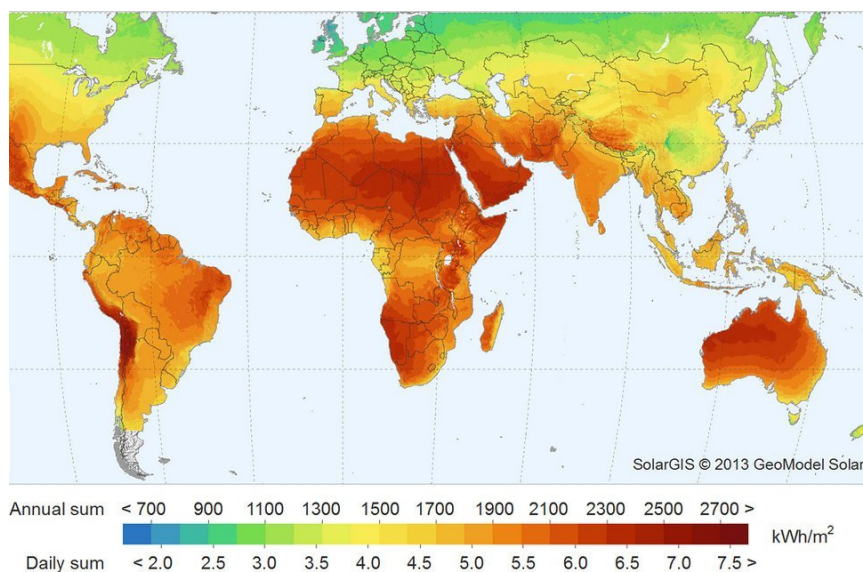 SolarGIS © 2013 GeoModel Solar
Annual sum < 700 900 1100 1300 1500 1700 1900 2100 2300 2500 2700 >
kWh/m²
Daily sum < 2.0 2.5 3.0 3.5 4.0 4.5 5.0 5.5 6.0 6.5 7.0 7.5 >